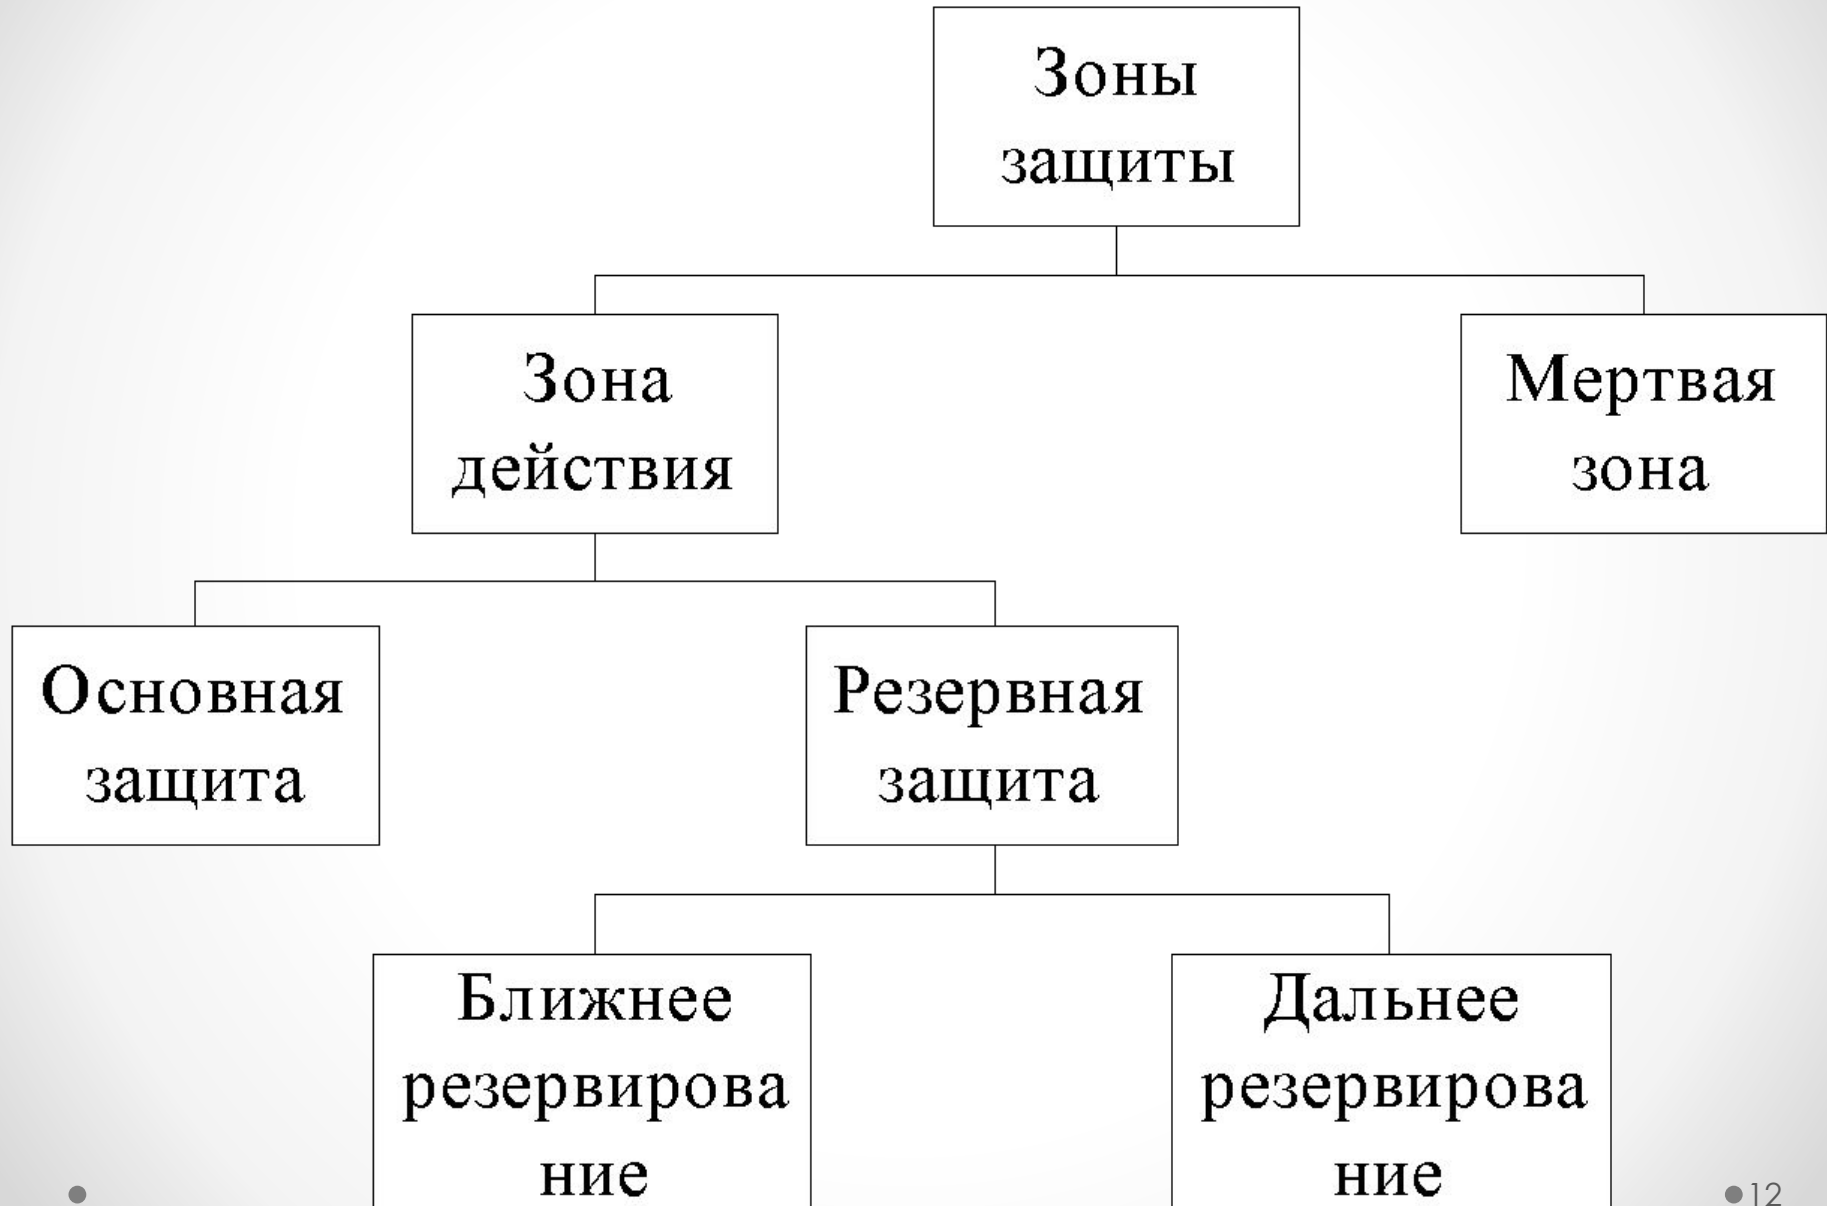 Зоны
защиты
Зона
действия
Мертвая
зона
Основная
защита
Резервная
защита
Ближнее
резервирова
ние
Дальнее
резервирова
ние
12